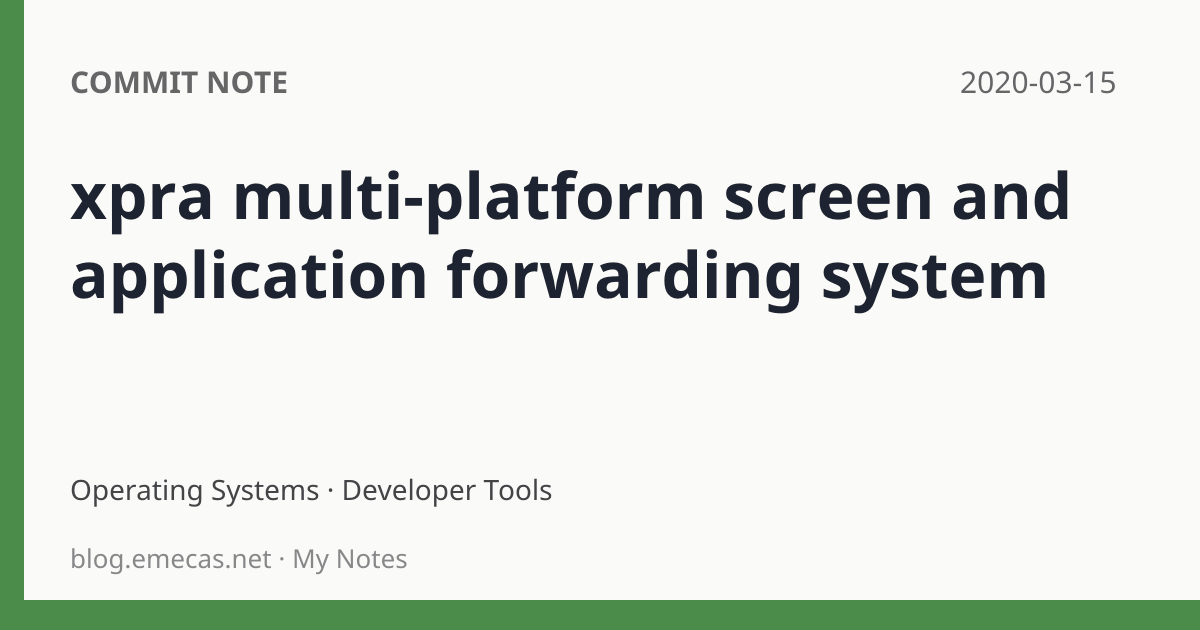 COMMIT NOTE
2020-03-15
xpra multi-platform screen and
application forwarding system
Operating Systems · Developer Tools
blog.emecas.net · My Notes